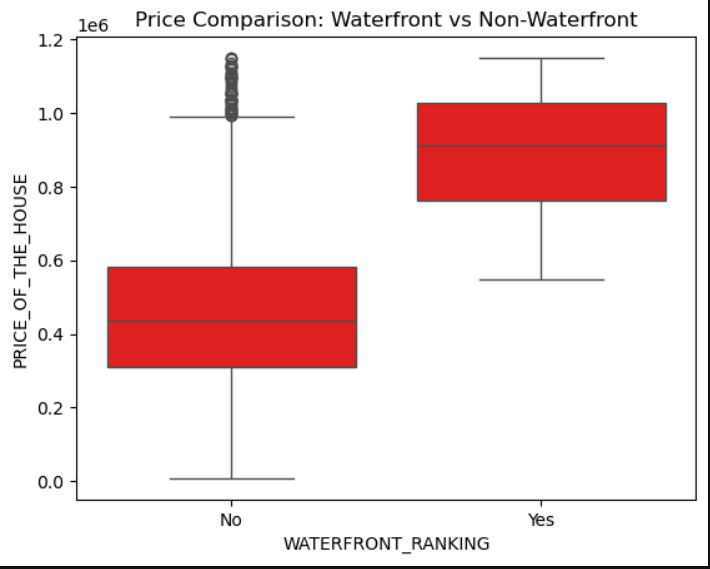 Price Comparison: Waterfront vs Non-Waterfront
1e6
1.2
1.0
0.8
0.6
0.4
0.2
0.0
PRICE_OF_THE_HOUSE
No
Yes
WATERFRONT_RANKING